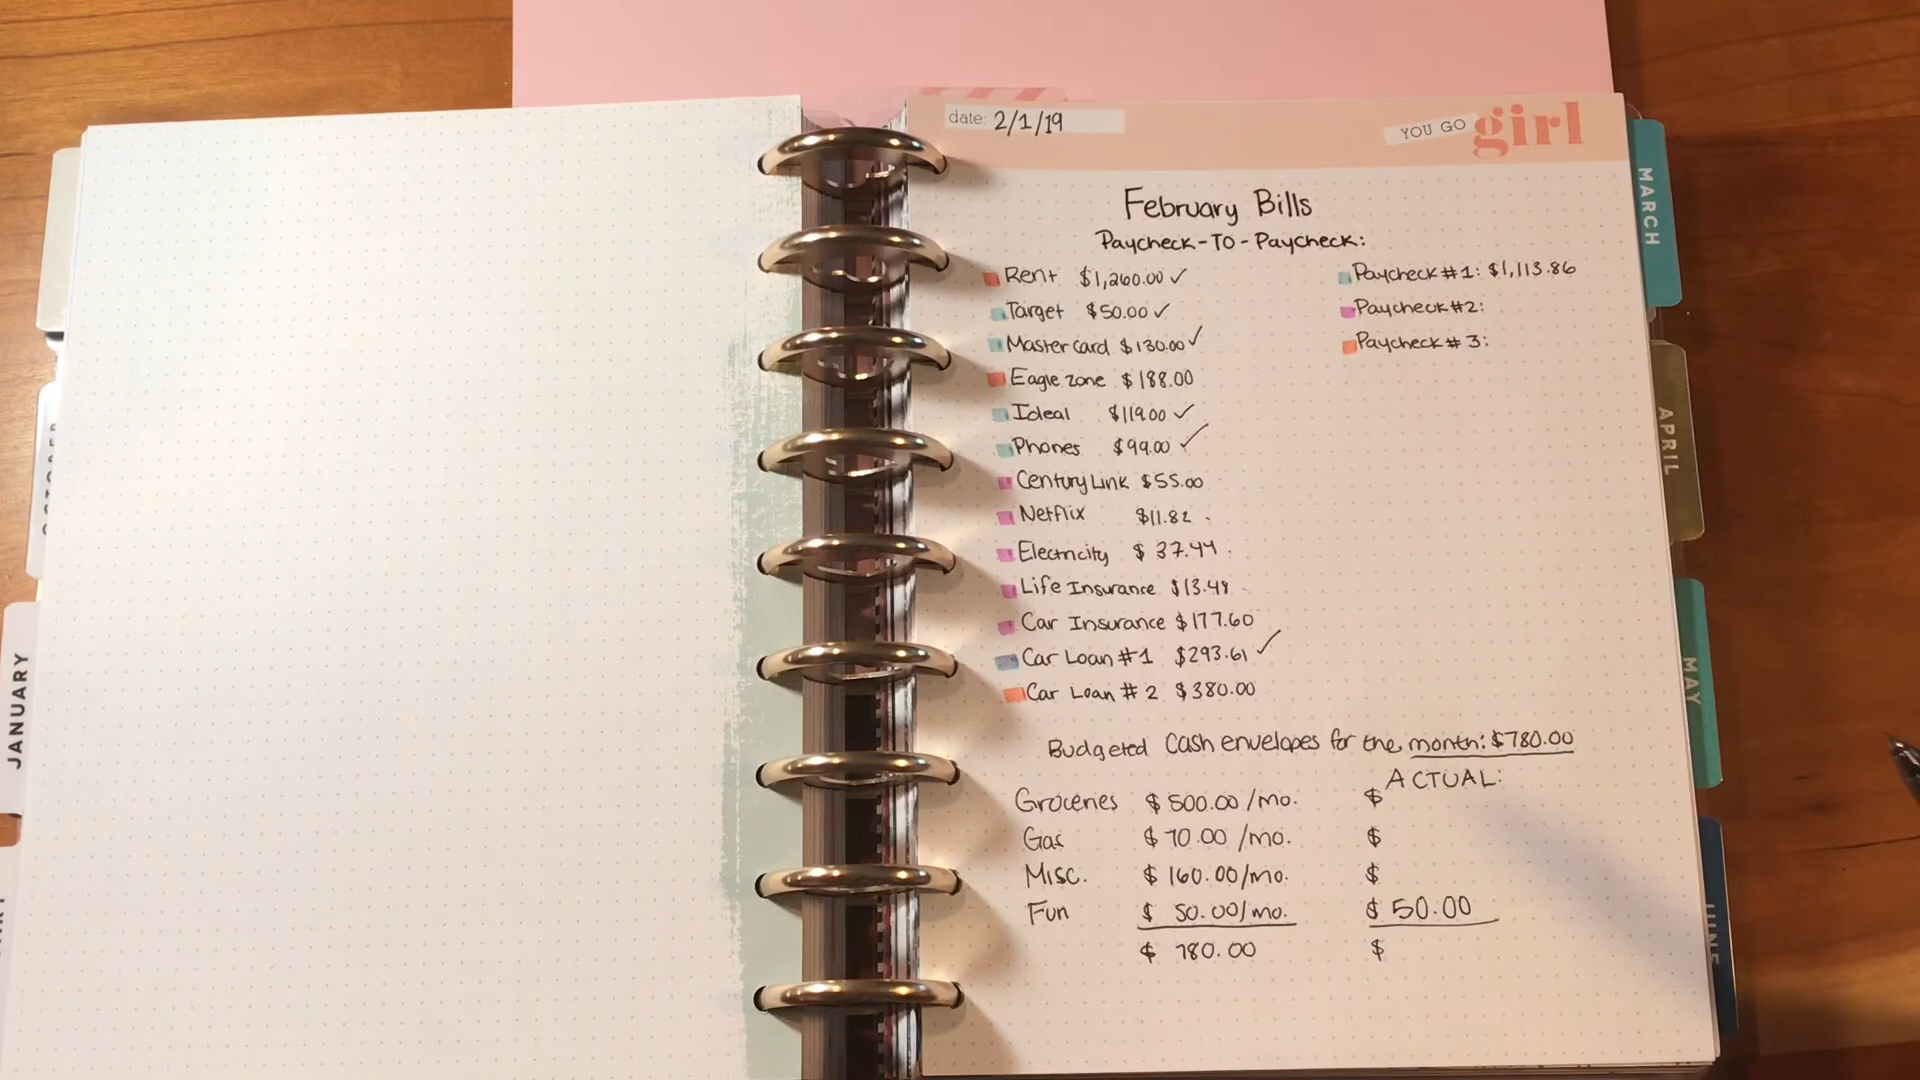 date: 2/1/19
YOU GO girl
February Bills
Paycheck-To-Paycheck:
Rent $1,260.00 ✓
Target $50.00 ✓
Mastercard $130.00 ✓
Eagle zone $188.00
Ideal $119.00 ✓
Phones $99.00 ✓
CenturyLink $55.00
Netflix $11.82
Electricity $37.44
Life Insurance $13.48
Car Insurance $177.60
Car Loan #1 $293.61 ✓
Car Loan #2 $380.00
Paycheck #1: $1,113.86
Paycheck #2:
Paycheck #3:
Budgeted Cash envelopes for the month: $780.00
ACTUAL:
Groceries $500.00/mo. $
Gas $70.00/mo. $
Misc. $160.00/mo. $
Fun $50.00/mo. $50.00
$780.00 $
JANUARY
MARCH
APRIL
MAY
JUNE